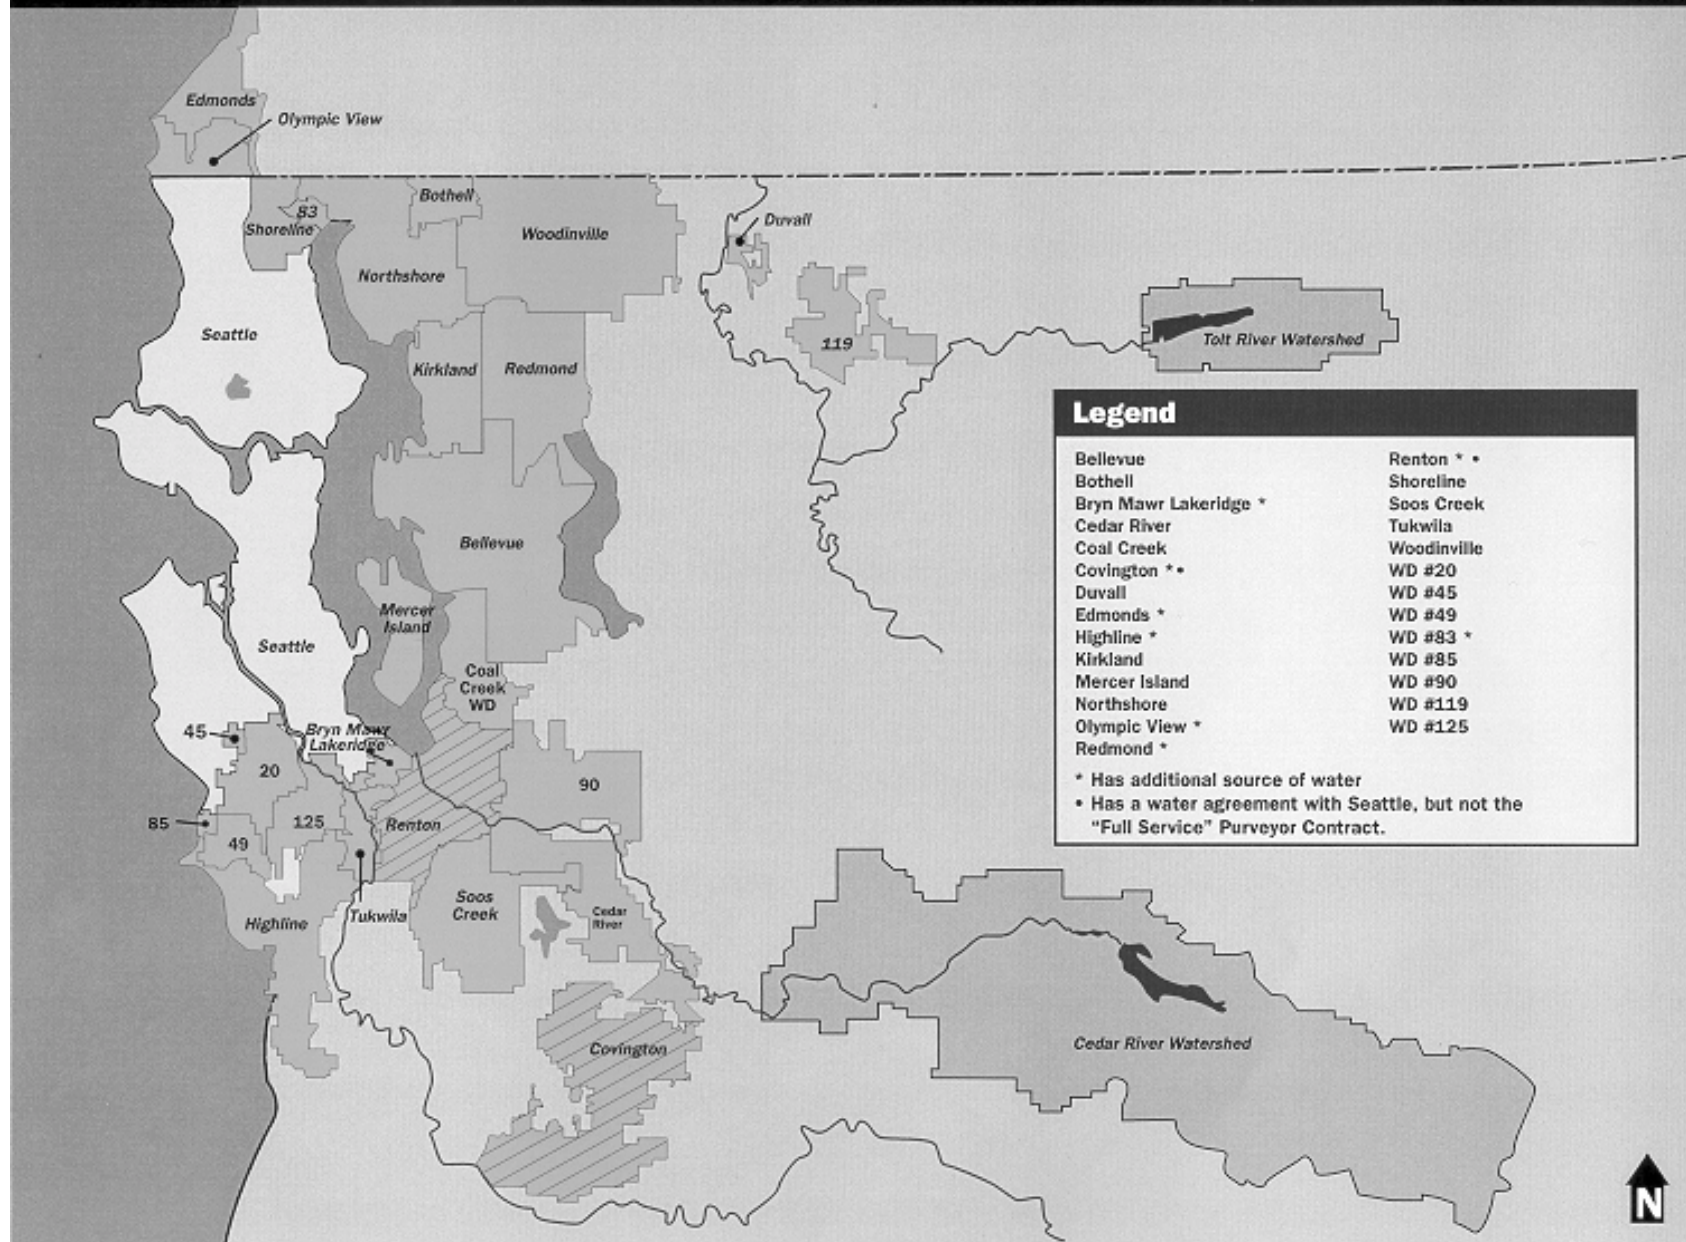 Edmonds
Olympic View
Bothell
83
Shoreline
Duvall
Woodinville
Northshore
Seattle
119
Tolt River Watershed
Kirkland
Redmond
Legend
Bellevue
Bothell
Bryn Mawr Lakeridge *
Cedar River
Coal Creek
Covington *•
Duvall
Edmonds *
Highline *
Kirkland
Mercer Island
Northshore
Olympic View *
Redmond *
Renton * •
Shoreline
Soos Creek
Tukwila
Woodinville
WD #20
WD #45
WD #49
WD #83 *
WD #85
WD #90
WD #119
WD #125
* Has additional source of water
• Has a water agreement with Seattle, but not the
"Full Service" Purveyor Contract.
Bellevue
Mercer
Island
Seattle
Coal
Creek
WD
45
Bryn Mawr
Lakeridge
20
90
85
125
Renton
49
Soos
Creek
Cedar
River
Highline
Tukwila
Covington
Cedar River Watershed
N